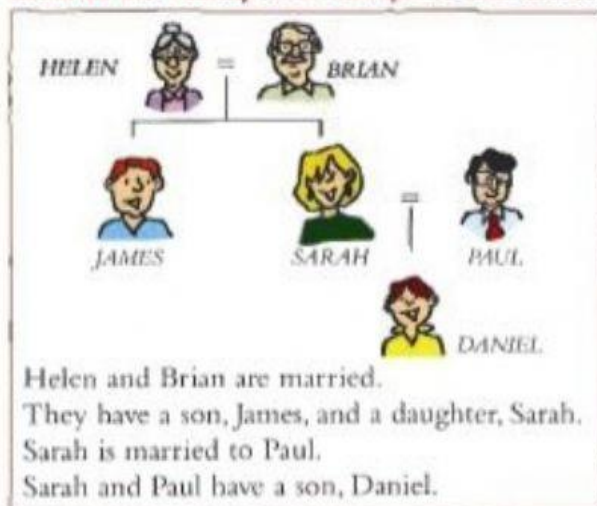 HELEN = BRIAN
JAMES SARAH = PAUL
DANIEL
Helen and Brian are married.
They have a son, James, and a daughter, Sarah.
Sarah is married to Paul.
Sarah and Paul have a son, Daniel.